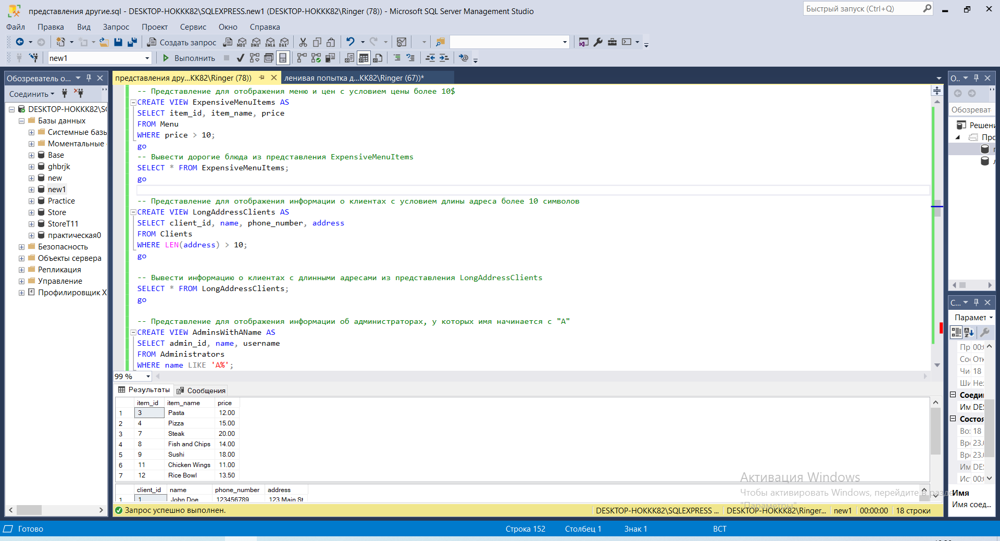 представления другие.sql - DESKTOP-HOKKK82\SQLEXPRESS.new1 (DESKTOP-HOKKK82\Ringer (78)) - Microsoft SQL Server Management Studio
Быстрый запуск (Ctrl+Q)
Файл Правка Вид Запрос Проект Сервис Окно Справка
Создать запрос MDX DMX XMLA DAX
new1 Выполнить
Обозреватель о...
Соединить
DESKTOP-HOKKK82\S
Базы данных
Системные базы
Моментальные
Base
ghbrjk
new
new1
Practice
Store
StoreT11
практическая0
Безопасность
Объекты сервера
Репликация
Управление
Профилировщик X
представления дру...KK82\Ringer (78))
ленивая попытка д...KK82\Ringer (67))*
-- Представление для отображения меню и цен с условием цены более 10$
CREATE VIEW ExpensiveMenuItems AS
SELECT item_id, item_name, price
FROM Menu
WHERE price > 10;
go
-- Вывести дорогие блюда из представления ExpensiveMenuItems
SELECT * FROM ExpensiveMenuItems;
go
-- Представление для отображения информации о клиентах с условием длины адреса более 10 символов
CREATE VIEW LongAddressClients AS
SELECT client_id, name, phone_number, address
FROM Clients
WHERE LEN(address) > 10;
go
-- Вывести информацию о клиентах с длинными адресами из представления LongAddressClients
SELECT * FROM LongAddressClients;
go
-- Представление для отображения информации об администраторах, у которых имя начинается с "А"
CREATE VIEW AdminsWithAName AS
SELECT admin_id, name, username
FROM Administrators
WHERE name LIKE 'A%';
99 %
Результаты Сообщения
item_id item_name price
1 3 Pasta 12.00
2 4 Pizza 15.00
3 7 Steak 20.00
4 8 Fish and Chips 14.00
5 9 Sushi 18.00
6 11 Chicken Wings 11.00
7 12 Rice Bowl 13.50
client_id name phone_number address
1 1 John Doe 123456789 123 Main St
Запрос успешно выполнен.
DESKTOP-HOKKK82\SQLEXPRESS ... DESKTOP-HOKKK82\Ringer... new1 00:00:00 18 строки
О..
Обозреват
Решени
Про
С...
Парамет
Пр 00:
Со Отк
Чи 18
Ши Не
Соеди
Им DES
Состоя
Во 18
Вр 23.
Вр 23.
Им DE
Ис 00:
Имя
Имя соед...
Активация Windows
Чтобы активировать Windows, перейдите в раздел
"Параметры".
Готово
Строка 152 Столбец 1 Знак 1 ВСТ